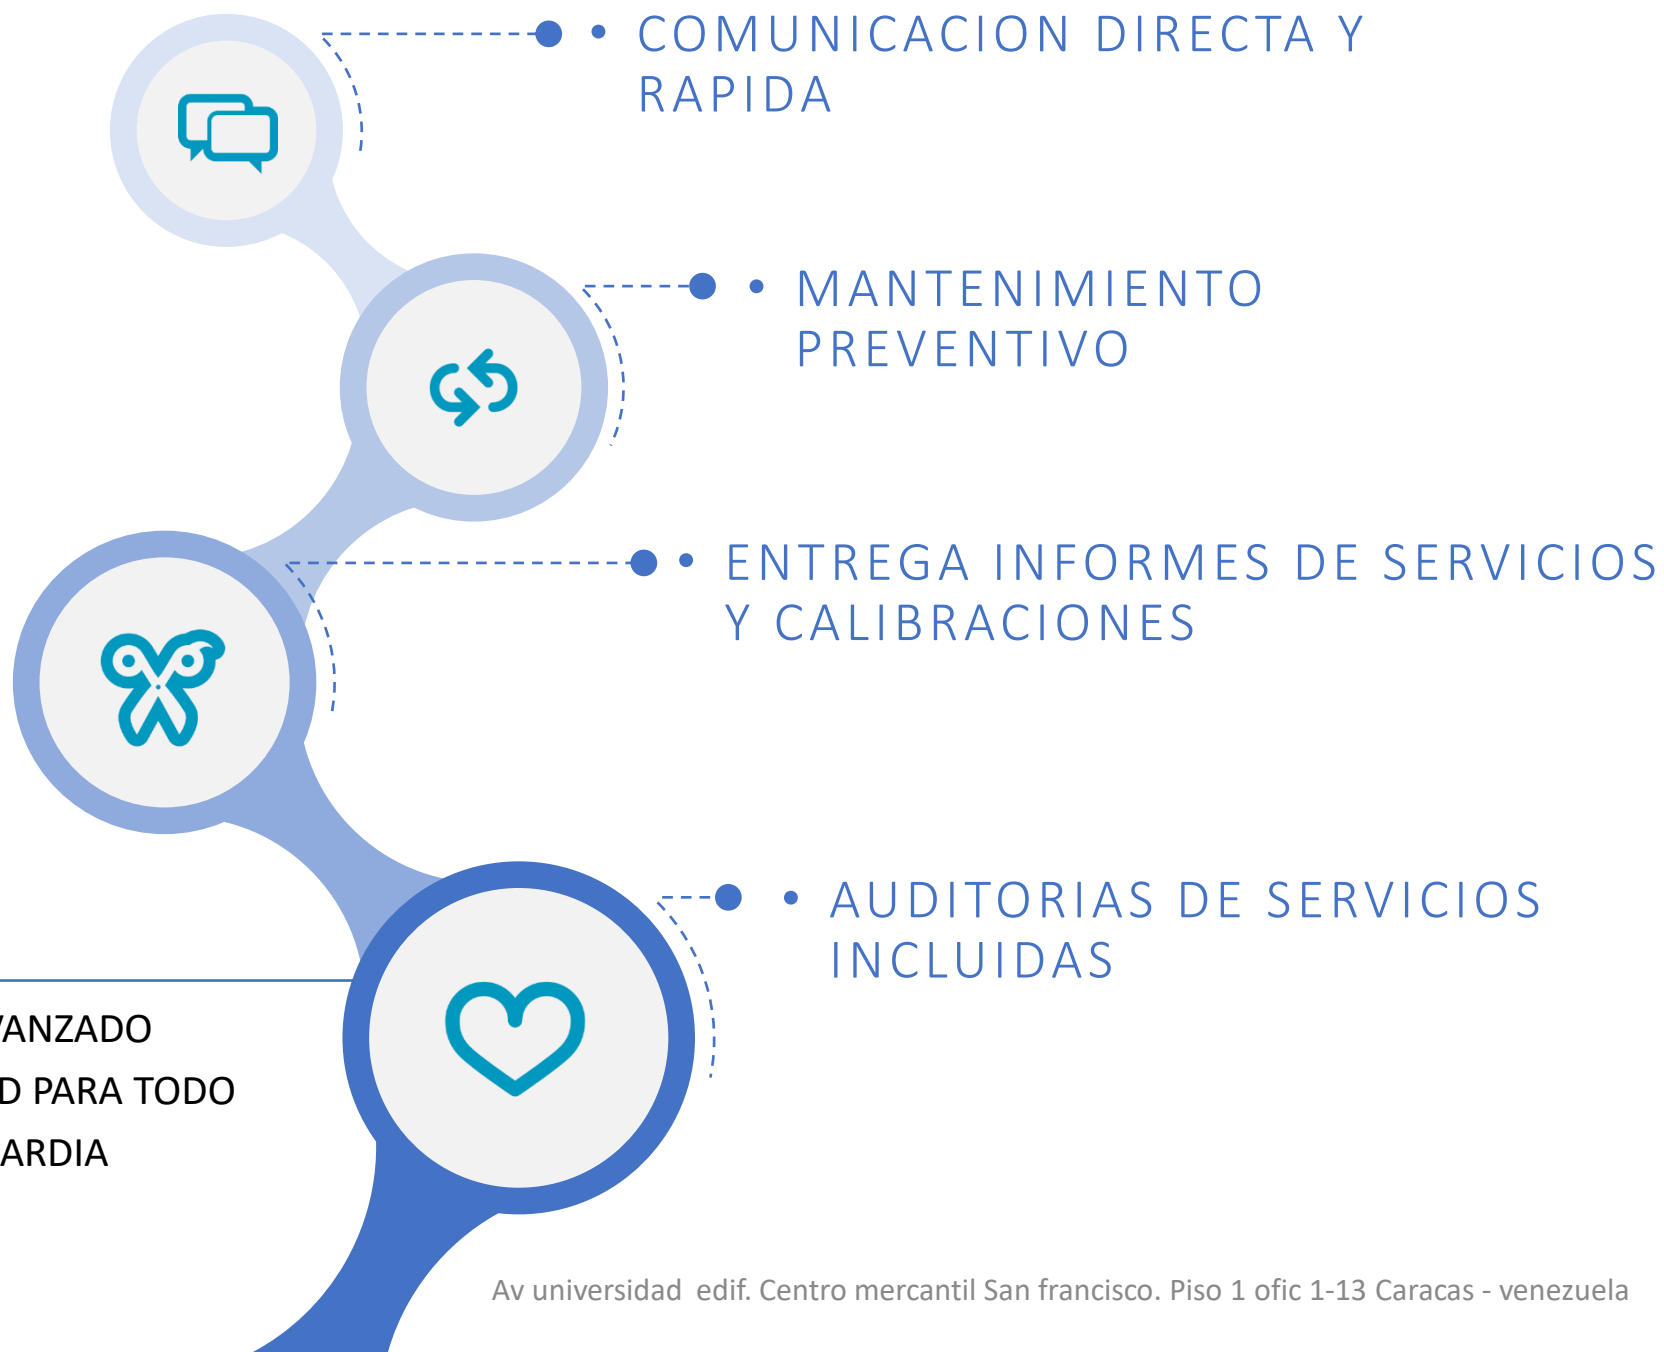 • COMUNICACION DIRECTA Y
RAPIDA
• MANTENIMIENTO
PREVENTIVO
• ENTREGA INFORMES DE SERVICIOS
Y CALIBRACIONES
• AUDITORIAS DE SERVICIOS
INCLUIDAS
PARA TODO
Av universidad edif. Centro mercantil San francisco. Piso 1 ofic 1-13 Caracas - venezuela